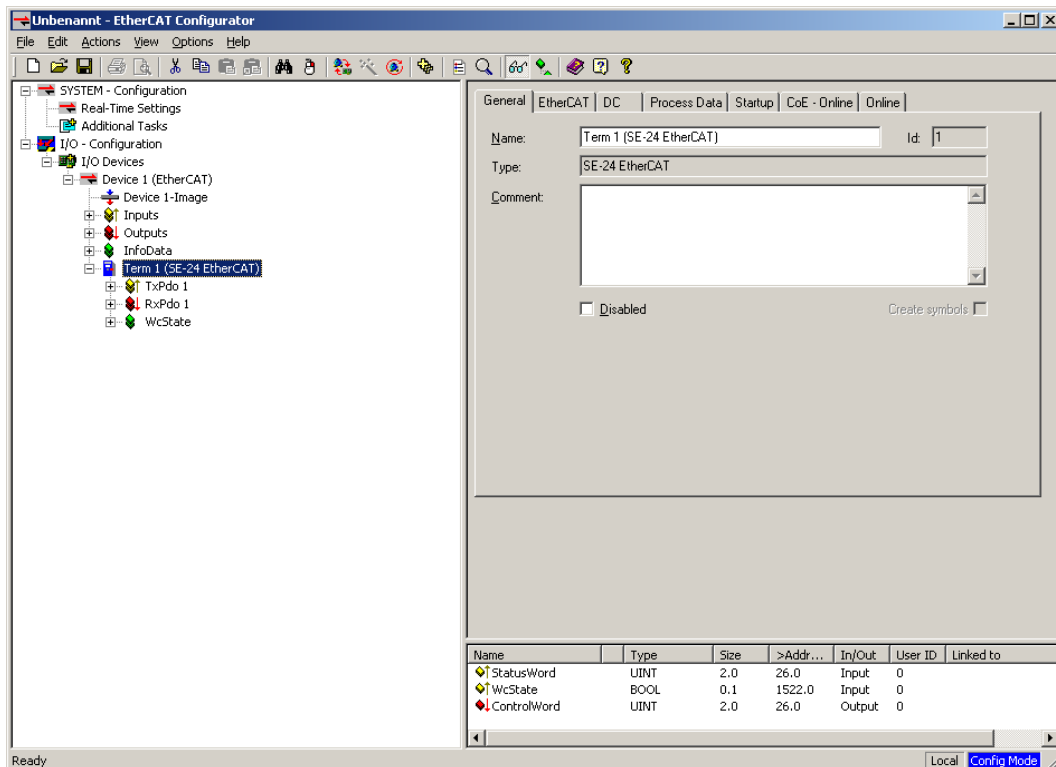 Unbenannt - EtherCAT Configurator
File Edit Actions View Options Help
SYSTEM - Configuration
Real-Time Settings
Additional Tasks
I/O - Configuration
I/O Devices
Device 1 (EtherCAT)
Device 1-Image
Inputs
Outputs
InfoData
Term 1 (SE-24 EtherCAT)
TxPdo 1
RxPdo 1
WcState
General EtherCAT DC Process Data Startup CoE - Online Online
Name: Term 1 (SE-24 EtherCAT) Id: 1
Type: SE-24 EtherCAT
Comment:
Disabled Create symbols
Name Type Size >Addr... In/Out User ID Linked to
StatusWord UINT 2.0 26.0 Input 0
WcState BOOL 0.1 1522.0 Input 0
ControlWord UINT 2.0 26.0 Output 0
Ready Local Config Mode